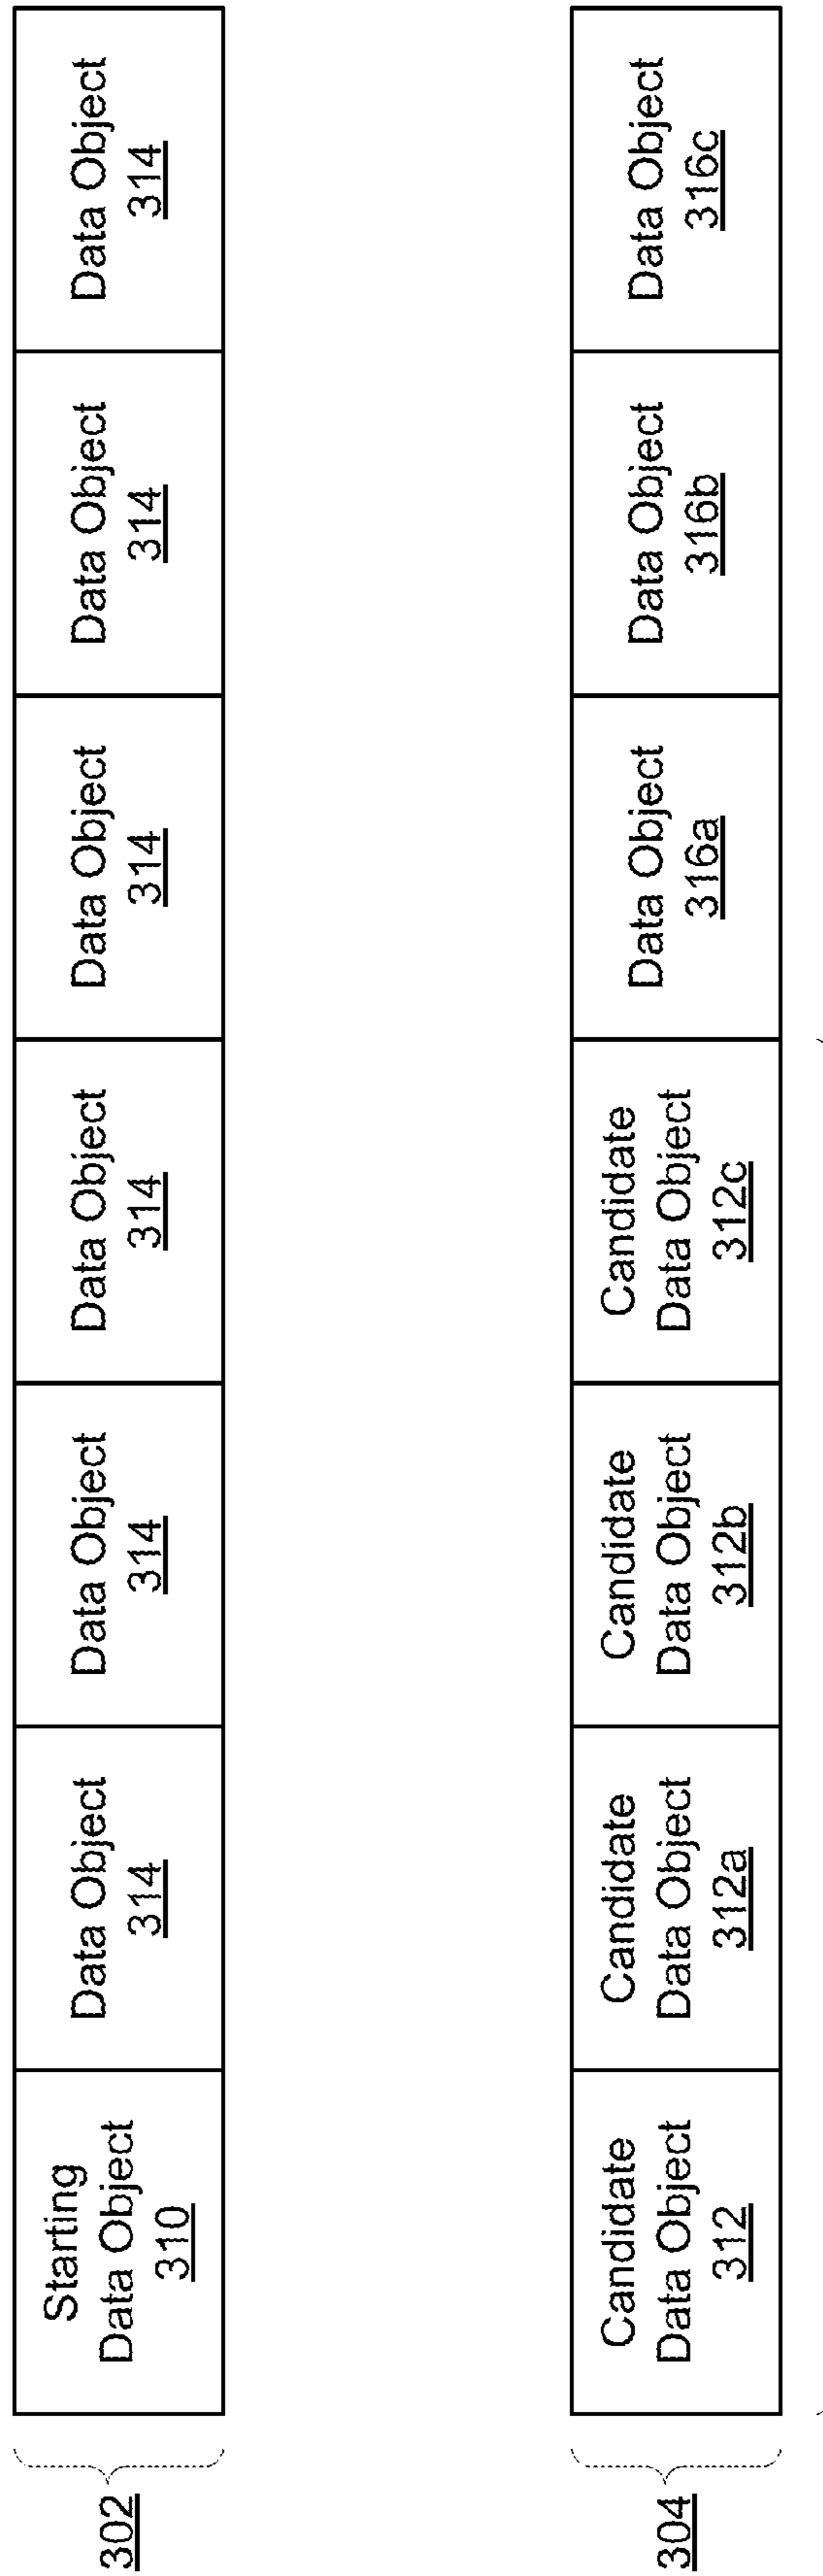 302
Starting
Data Object
310
Data Object
314
Data Object
314
Data Object
314
Data Object
314
Data Object
314
Data Object
314
304
Candidate
Data Object
312
Candidate
Data Object
312a
Candidate
Data Object
312b
Candidate
Data Object
312c
Data Object
316a
Data Object
316b
Data Object
316c